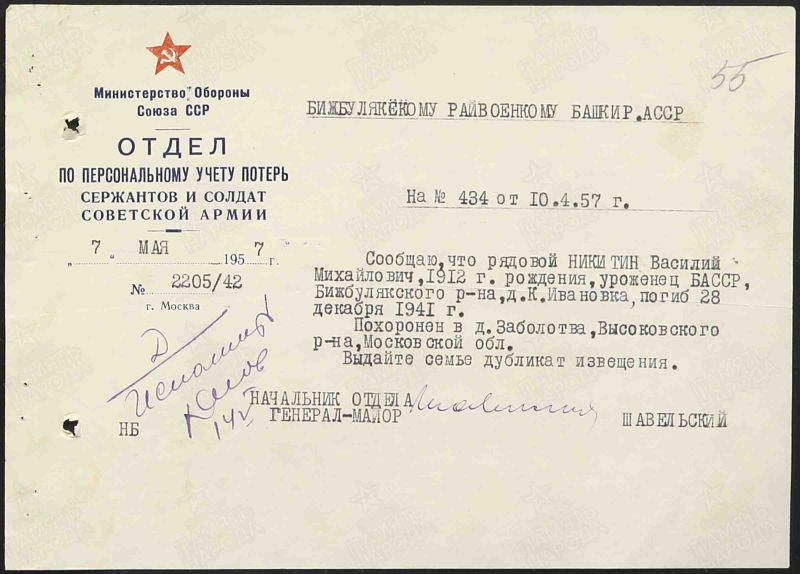 55
Министерство Обороны
Союза ССР
ОТДЕЛ
ПО ПЕРСОНАЛЬНОМУ УЧЕТУ ПОТЕРЬ
СЕРЖАНТОВ И СОЛДАТ
СОВЕТСКОЙ АРМИИ
„ 7 “ МАЯ 1957 г.
№ 2205/42
г. Москва
БИЖБУЛЯКСКОМУ РАЙВОЕНКОМУ БАШКИР.АССР
На № 434 от 10.4.57 г.
Сообщаю,что рядовой НИКИТИН Василий
Михайлович,1912 г. рождения,уроженец БАССР,
Бижбулякского р-на,д.К.Ивановка,погиб 28
декабря 1941 г.
Похоронен в д.Заболотва,Высоковского
р-на,Московской обл.
Выдайте семье дубликат извещения.
НАЧАЛЬНИК ОТДЕЛА
ГЕНЕРАЛ-МАЙОР ШАВЕЛЬСКИЙ
НБ
Д